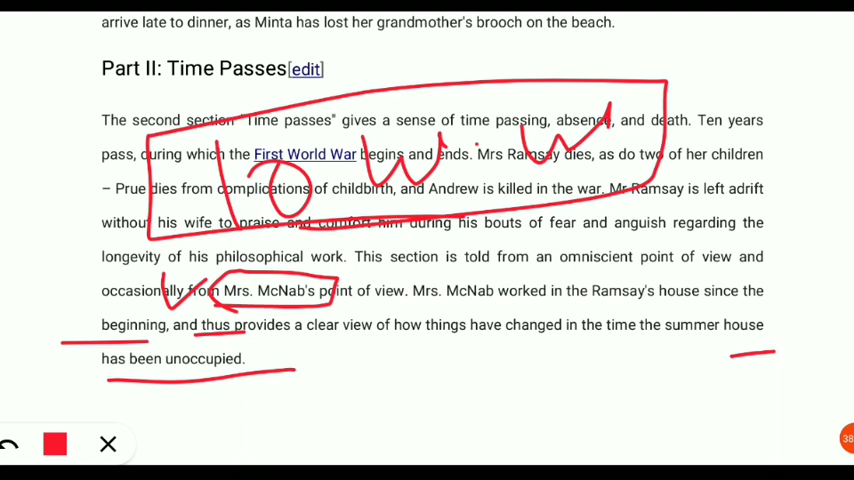 arrive late to dinner, as Minta has lost her grandmother's brooch on the beach.
Part II: Time Passes[edit]
The second section "Time passes" gives a sense of time passing, absence, and death. Ten years
pass, during which the First World War begins and ends. Mrs Ramsay dies, as do two of her children
– Prue dies from complications of childbirth, and Andrew is killed in the war. Mr Ramsay is left adrift
without his wife to praise and comfort him during his bouts of fear and anguish regarding the
longevity of his philosophical work. This section is told from an omniscient point of view and
occasionally from Mrs. McNab's point of view. Mrs. McNab worked in the Ramsay's house since the
beginning, and thus provides a clear view of how things have changed in the time the summer house
has been unoccupied.
10 W. W
38